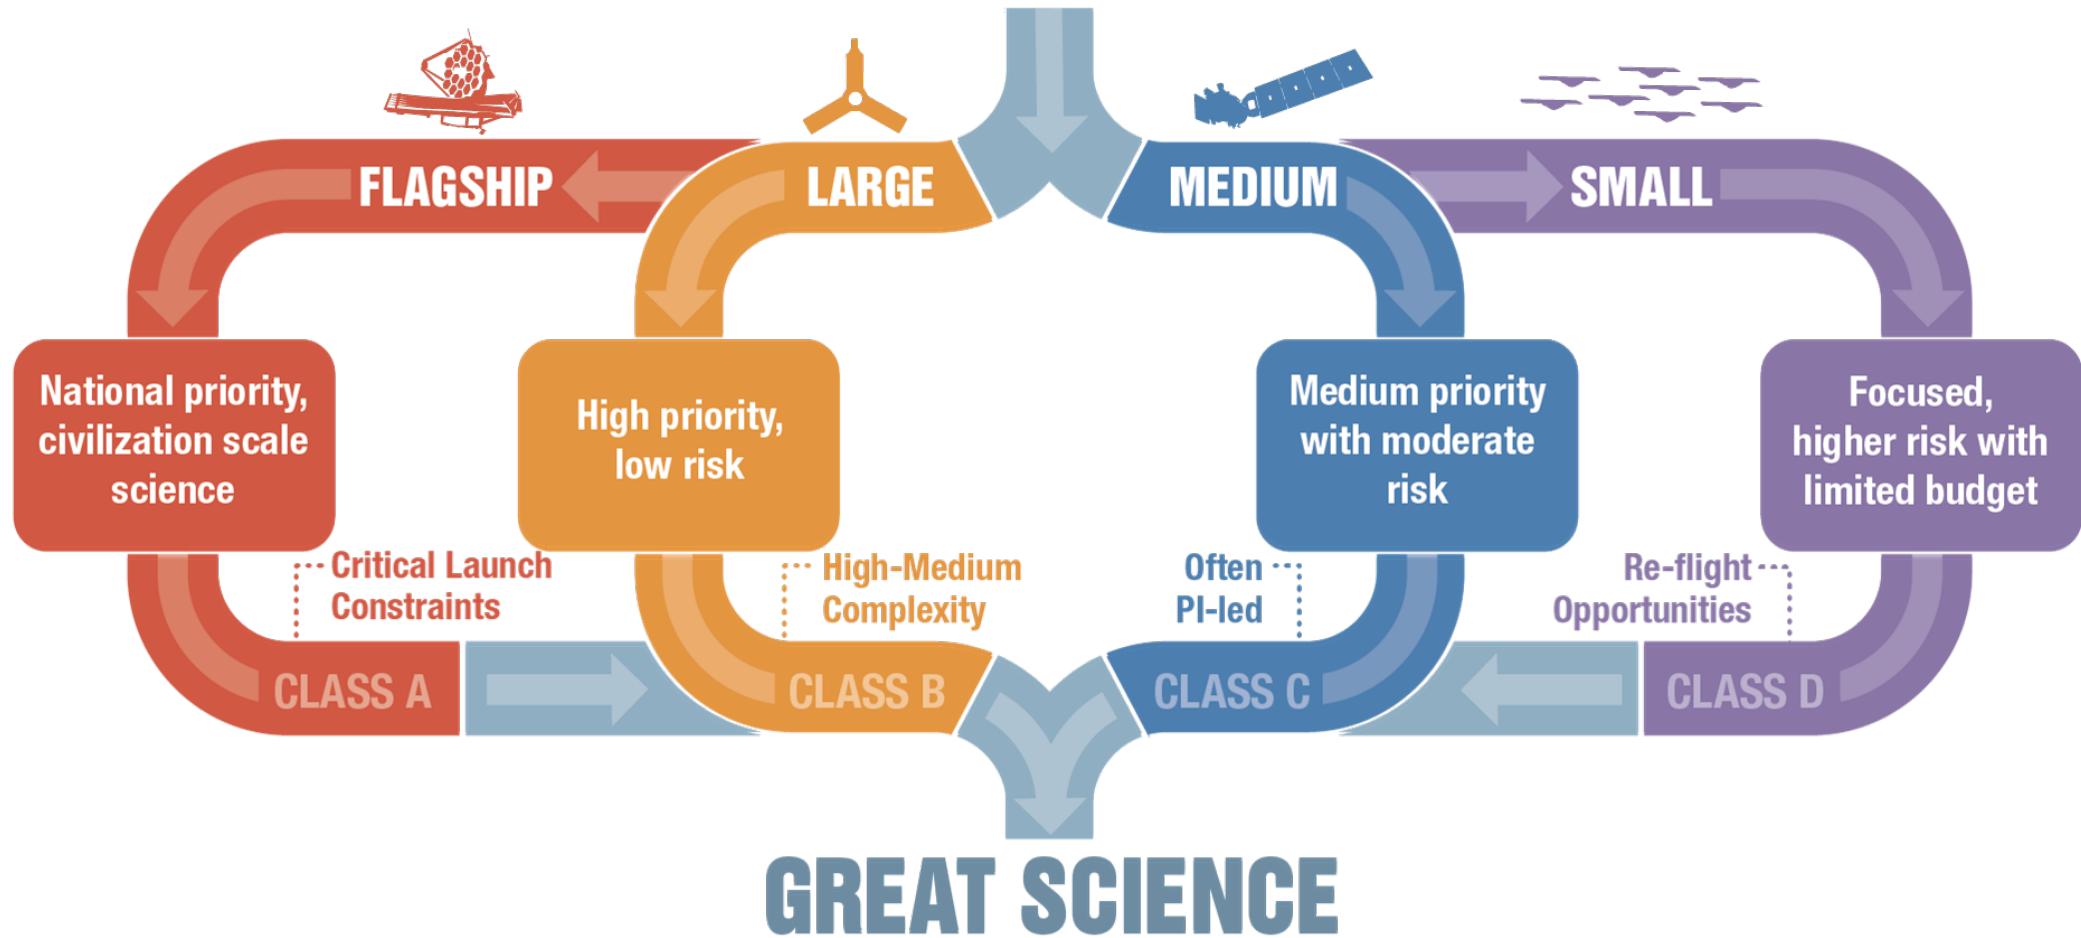 FLAGSHIP
LARGE
MEDIUM
SMALL
National priority,
civilization scale
science
High priority,
low risk
Medium priority
with moderate
risk
Focused,
higher risk with
limited budget
Critical Launch
Constraints
High-Medium
Complexity
Often
PI-led
Re-flight
Opportunities
CLASS A
CLASS B
CLASS C
CLASS D
GREAT SCIENCE